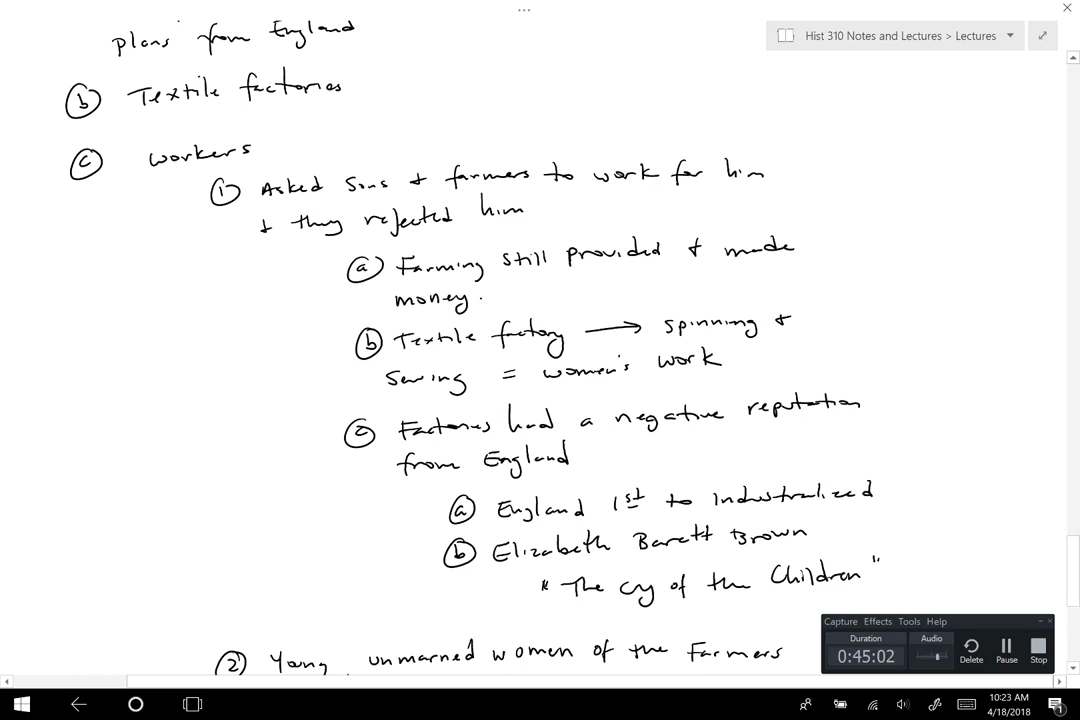 ...
Hist 310 Notes and Lectures > Lectures
plans from England
b Textile factories
c workers
1 Asked Sons + farmers to work for him
+ they rejected him
a Farming still provided + made
money.
b Textile factory → spinning +
Sewing = women's work
c Factories had a negative reputation
from England
a England 1st to Industralized
b Elizabeth Barett Brown
"The cry of the Children"
2 Young unmarried women of the Farmers
Capture Effects Tools Help
Duration
Audio
0:45:02
Delete Pause Stop
10:23 AM
4/18/2018
1